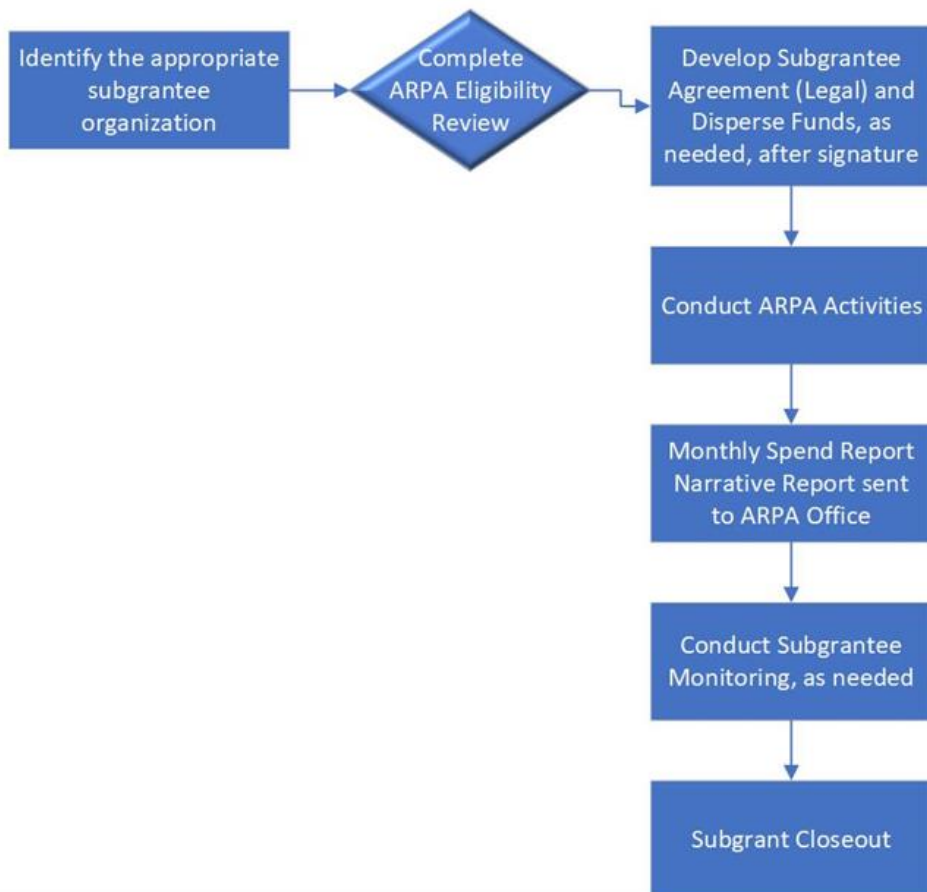 Identify the appropriate
subgrantee
organization
Complete
ARPA Eligibility
Review
Develop Subgrantee
Agreement (Legal) and
Disperse Funds, as
needed, after signature
Conduct ARPA Activities
Monthly Spend Report
Narrative Report sent
to ARPA Office
Conduct Subgrantee
Monitoring, as needed
Subgrant Closeout